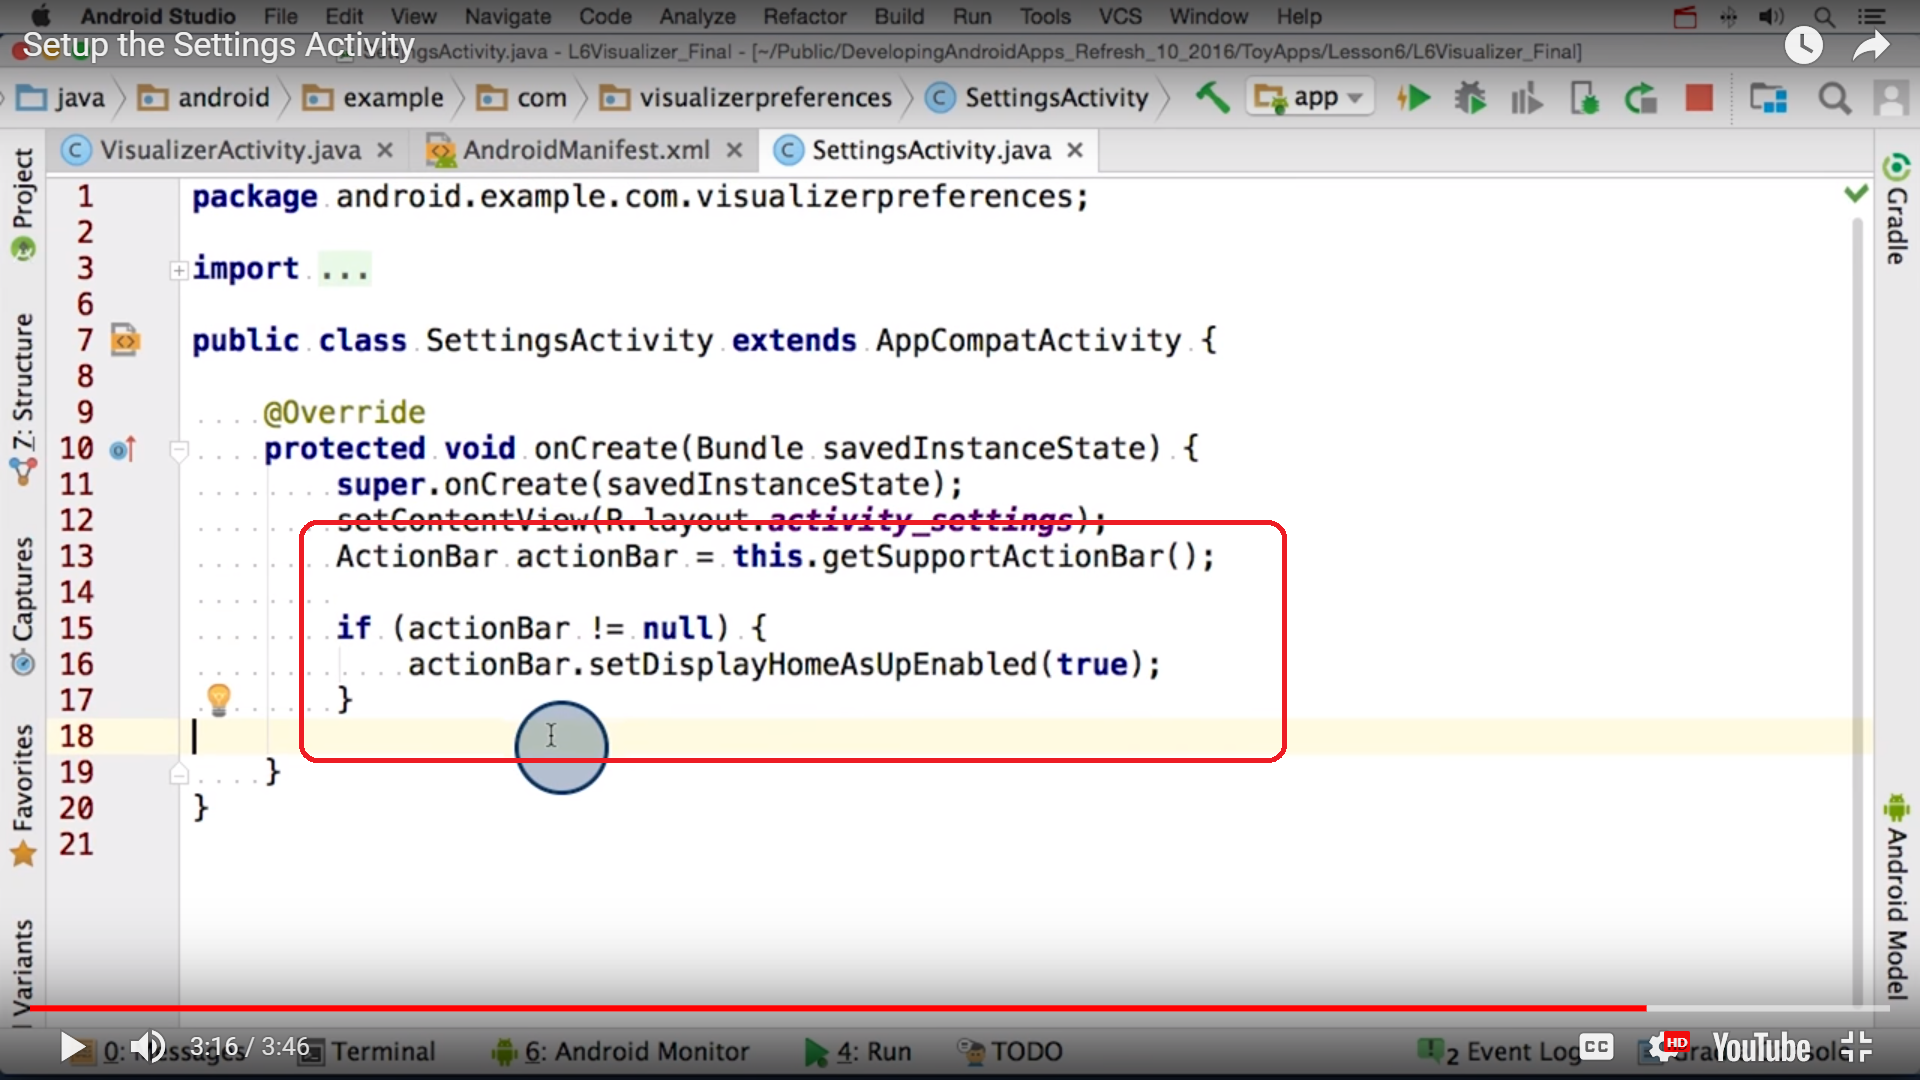 Android Studio File Edit View Navigate Code Analyze Refactor Build Run Tools VCS Window Help
Setup the Settings Activity
gsActivity.java - L6Visualizer_Final - [~/Public/DevelopingAndroidApps_Refresh_10_2016/ToyApps/Lesson6/L6Visualizer_Final]
java android example com visualizerpreferences SettingsActivity app
VisualizerActivity.java AndroidManifest.xml SettingsActivity.java
Project
Z: Structure
Captures
Favorites
Variants
1 package android.example.com.visualizerpreferences;
2
3 import ...
6
7 public class SettingsActivity extends AppCompatActivity {
8
9 @Override
10 protected void onCreate(Bundle savedInstanceState) {
11 super.onCreate(savedInstanceState);
12 setContentView(R.layout.activity_settings);
13 ActionBar actionBar = this.getSupportActionBar();
14
15 if (actionBar != null) {
16 actionBar.setDisplayHomeAsUpEnabled(true);
17 }
18
19 }
20 }
21
Gradle
Android Model
3:16 / 3:46
0: Messages Terminal 6: Android Monitor 4: Run TODO 2 Event Log
CC HD YouTube